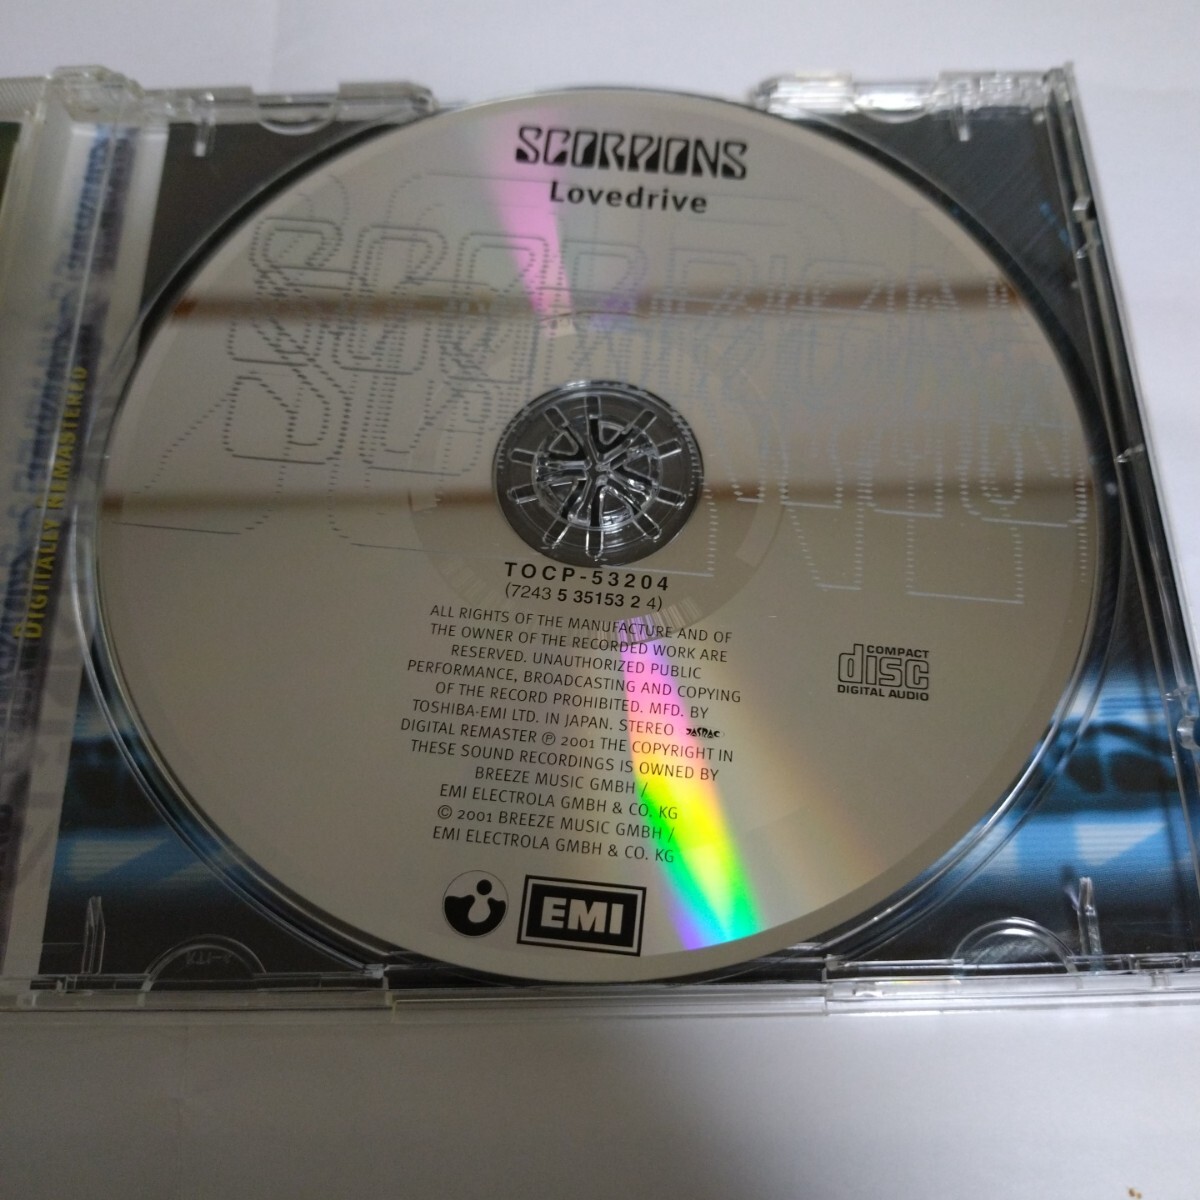 SCORPIONS
Lovedrive
TOCP-53204
(7243 5 35153 2 4)
ALL RIGHTS OF THE MANUFACTURE AND OF
THE OWNER OF THE RECORDED WORK ARE
RESERVED. UNAUTHORIZED PUBLIC
PERFORMANCE, BROADCASTING AND COPYING
OF THE RECORD PROHIBITED. MFD. BY
TOSHIBA-EMI LTD. IN JAPAN. STEREO JASRAC
DIGITAL REMASTER ℗ 2001 THE COPYRIGHT IN
THESE SOUND RECORDINGS IS OWNED BY
BREEZE MUSIC GMBH /
EMI ELECTROLA GMBH & CO. KG
© 2001 BREEZE MUSIC GMBH /
EMI ELECTROLA GMBH & CO. KG
EMI
COMPACT
disc
DIGITAL AUDIO
DIGITALLY REMASTERED